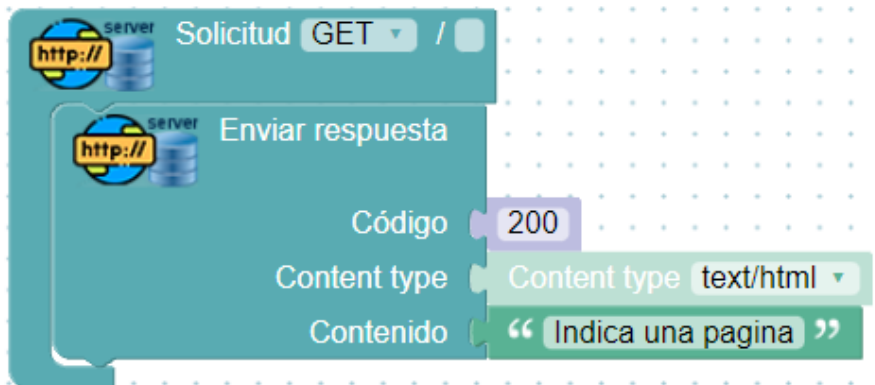 server
http://
Solicitud GET /
server
http://
Enviar respuesta
Código 200
Content type Content type text/html
Contenido “ Indica una pagina ”